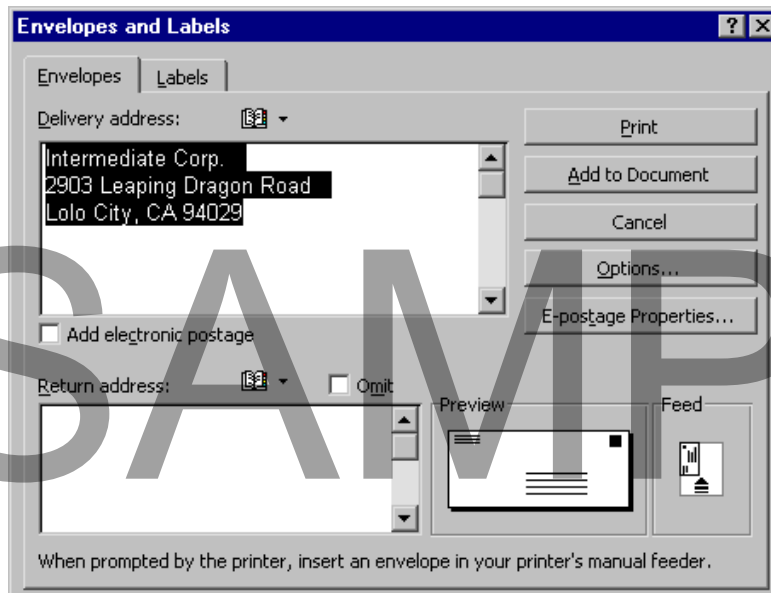 Envelopes and Labels
Envelopes
Labels
Delivery address:
Intermediate Corp.
2903 Leaping Dragon Road
Lolo City, CA 94029
Print
Add to Document
Cancel
Options...
E-postage Properties...
Add electronic postage
Return address:
Omit
Preview
Feed
When prompted by the printer, insert an envelope in your printer's manual feeder.
SAMP